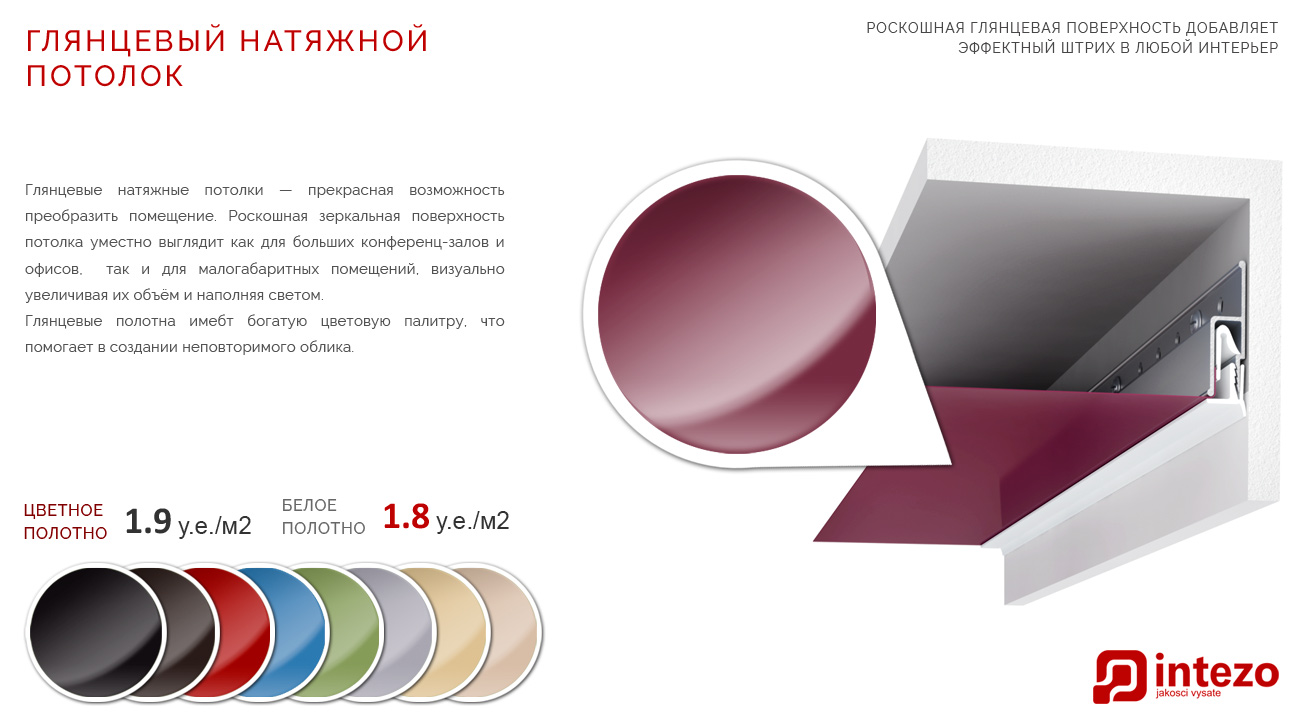 ГЛЯНЦЕВЫЙ НАТЯЖНОЙ
ПОТОЛОК
РОСКОШНАЯ ГЛЯНЦЕВАЯ ПОВЕРХНОСТЬ ДОБАВЛЯЕТ
ЭФФЕКТНЫЙ ШТРИХ В ЛЮБОЙ ИНТЕРЬЕР
Глянцевые натяжные потолки — прекрасная возможность
преобразить помещение. Роскошная зеркальная поверхность
потолка уместно выглядит как для больших конференц-залов и
офисов, так и для малогабаритных помещений, визуально
увеличивая их объём и наполняя светом.
Глянцевые полотна имебт богатую цветовую палитру, что
помогает в создании неповторимого облика.
ЦВЕТНОЕ
ПОЛОТНО
1.9 у.е./м2
БЕЛОЕ
ПОЛОТНО
1.8 у.е./м2
intezo
jakosci vysate